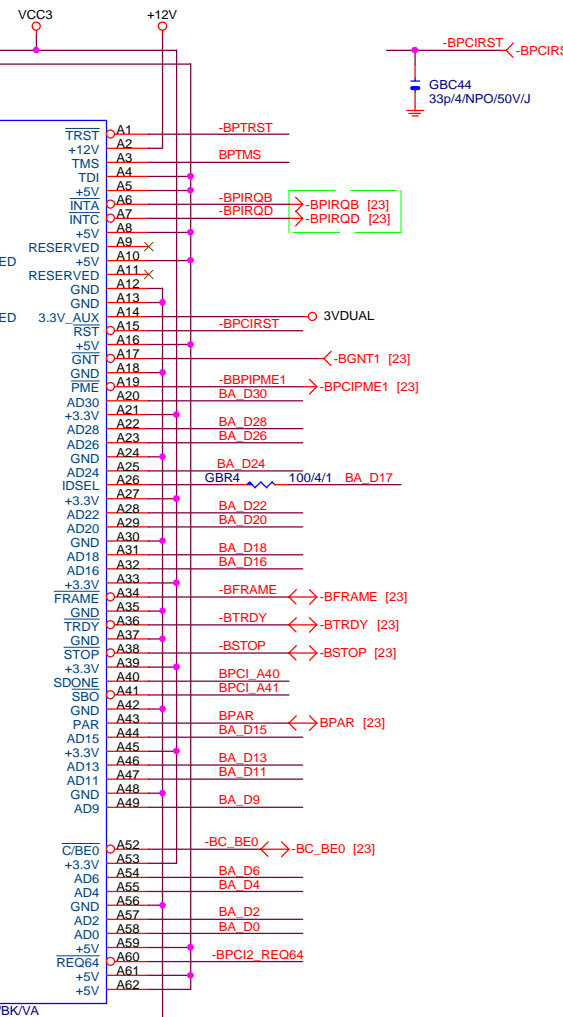 VCC3 +12V
-BPCIRST -BPCIRS
GBC44
33p/4/NPO/50V/J
TRST A1 -BPTRST
+12V A2
TMS A3 BPTMS
TDI A4
+5V A5
INTA A6 -BPIRQB -BPIRQB [23]
INTC A7 -BPIRQD -BPIRQD [23]
+5V A8
RESERVED A9
ED +5V A10
RESERVED A11
GND A12
GND A13
ED 3.3V_AUX A14 3VDUAL
RST A15 -BPCIRST
+5V A16
GNT A17 -BGNT1 [23]
GND A18
PME A19 -BBPIPME1 -BPCIPME1 [23]
AD30 A20 BA_D30
+3.3V A21
AD28 A22 BA_D28
AD26 A23 BA_D26
GND A24
AD24 A25 BA_D24
IDSEL A26 GBR4 100/4/1 BA_D17
+3.3V A27
AD22 A28 BA_D22
AD20 A29 BA_D20
GND A30
AD18 A31 BA_D18
AD16 A32 BA_D16
+3.3V A33
FRAME A34 -BFRAME -BFRAME [23]
GND A35
TRDY A36 -BTRDY -BTRDY [23]
GND A37
STOP A38 -BSTOP -BSTOP [23]
+3.3V A39
SDONE A40 BPCI_A40
SBO A41 BPCI_A41
GND A42
PAR A43 BPAR BPAR [23]
AD15 A44 BA_D15
+3.3V A45
AD13 A46 BA_D13
AD11 A47 BA_D11
GND A48
AD9 A49 BA_D9
C/BE0 A52 -BC_BE0 -BC_BE0 [23]
+3.3V A53
AD6 A54 BA_D6
AD4 A55 BA_D4
GND A56
AD2 A57 BA_D2
AD0 A58 BA_D0
+5V A59
REQ64 A60 -BPCI2_REQ64
+5V A61
+5V A62
/BK/VA